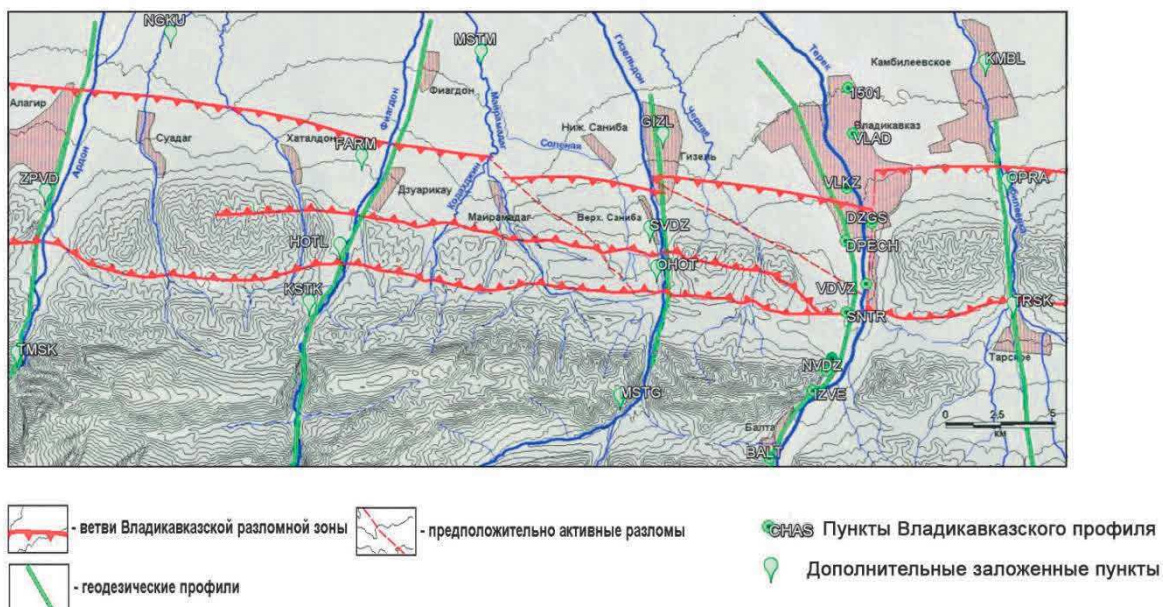 NGKU
MSTM
KMBL
Алагир
Ардон
Суадаг
Хаталдон
Фиагдон
Фиагдон
Майрамадаг
Гизельдон
Черная
Терек
Камбилеевское
1501
Владикавказ
VLAD
FARM
Соленая
Ниж. Саниба
GIZL
Гизель
ZPVD
Дзуарикау
Майрамадаг
Верх. Саниба
SVDZ
VLKZ
DZGS
OPRA
HOTL
OHOT
DPECH
KSTK
VDVZ
SNTR
TRSK
TMSK
Тарское
NVDZ
MSTG
IZVE
Балта
BALT
0 2.5 5
км
- ветви Владикавказской разломной зоны
- предположительно активные разломы
- геодезические профили
CHAS Пункты Владикавказского профиля
Дополнительные заложенные пункты